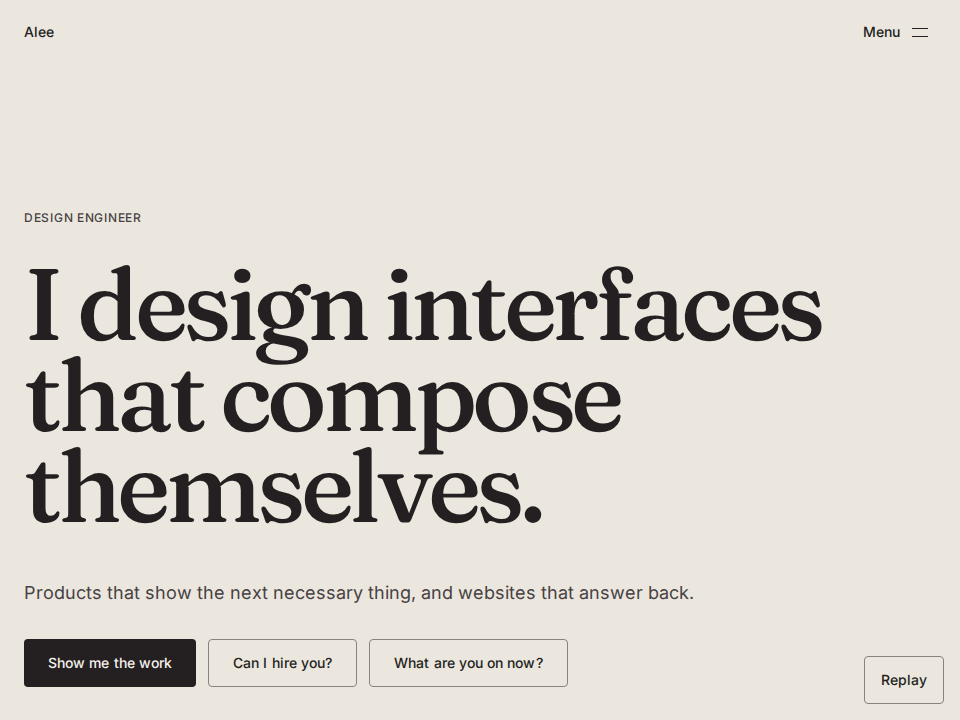 Alee
Menu
DESIGN ENGINEER
I design interfaces
that compose
themselves.
Products that show the next necessary thing, and websites that answer back.
Show me the work
Can I hire you?
What are you on now?
Replay